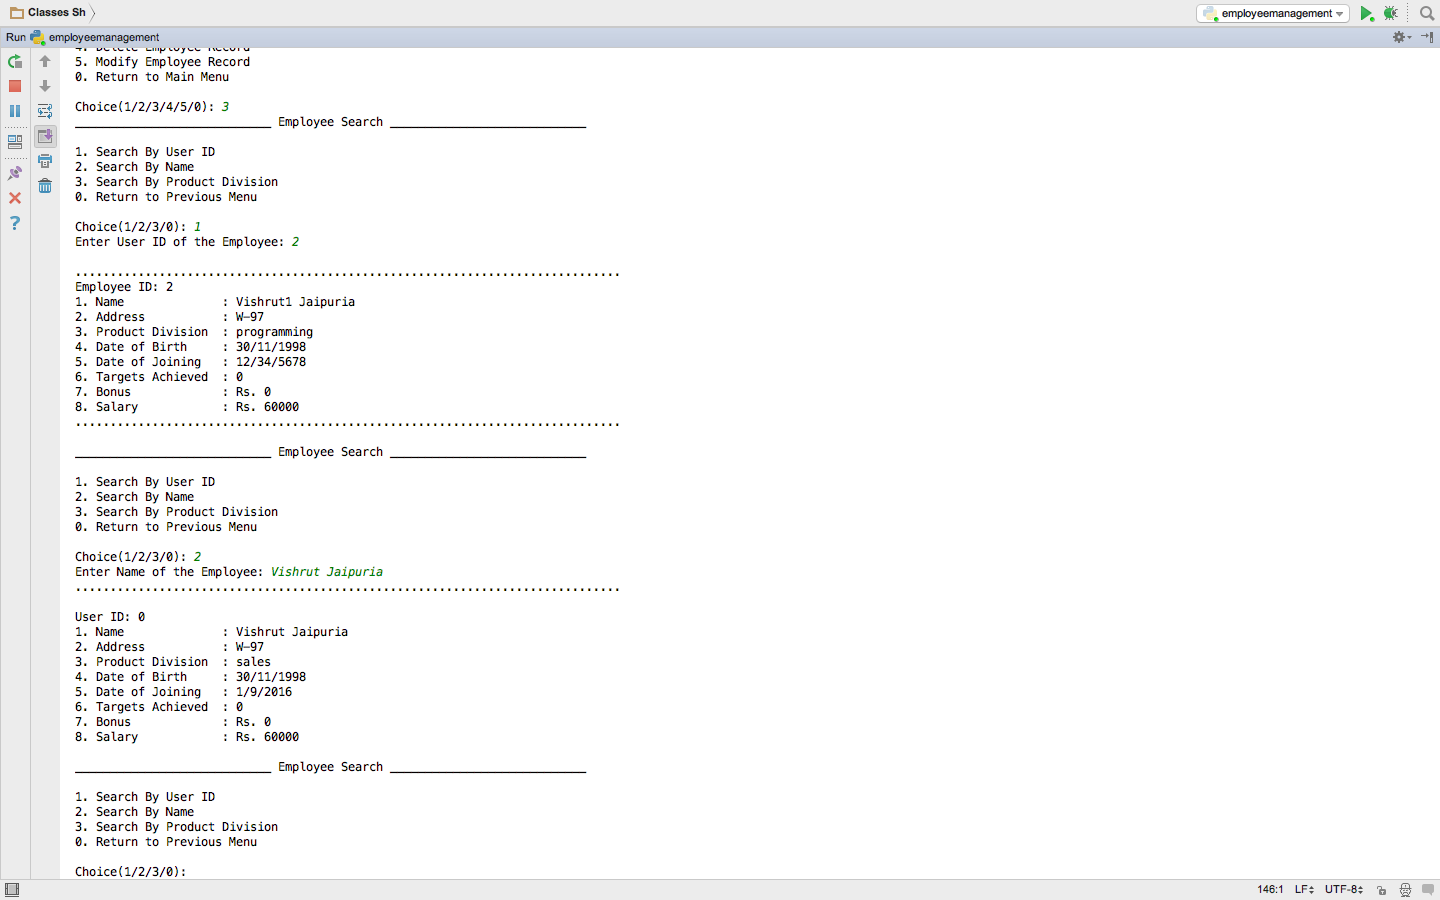 Classes Sh
employeemanagement
Run employeemanagement
4. Delete Employee Record
5. Modify Employee Record
0. Return to Main Menu
Choice(1/2/3/4/5/0): 3
____________________________ Employee Search ____________________________
1. Search By User ID
2. Search By Name
3. Search By Product Division
0. Return to Previous Menu
Choice(1/2/3/0): 1
Enter User ID of the Employee: 2
..............................................................................
Employee ID: 2
1. Name              : Vishrut1 Jaipuria
2. Address           : W-97
3. Product Division  : programming
4. Date of Birth     : 30/11/1998
5. Date of Joining   : 12/34/5678
6. Targets Achieved  : 0
7. Bonus             : Rs. 0
8. Salary            : Rs. 60000
..............................................................................
____________________________ Employee Search ____________________________
1. Search By User ID
2. Search By Name
3. Search By Product Division
0. Return to Previous Menu
Choice(1/2/3/0): 2
Enter Name of the Employee: Vishrut Jaipuria
..............................................................................
User ID: 0
1. Name              : Vishrut Jaipuria
2. Address           : W-97
3. Product Division  : sales
4. Date of Birth     : 30/11/1998
5. Date of Joining   : 1/9/2016
6. Targets Achieved  : 0
7. Bonus             : Rs. 0
8. Salary            : Rs. 60000
____________________________ Employee Search ____________________________
1. Search By User ID
2. Search By Name
3. Search By Product Division
0. Return to Previous Menu
Choice(1/2/3/0):
146:1 LF UTF-8